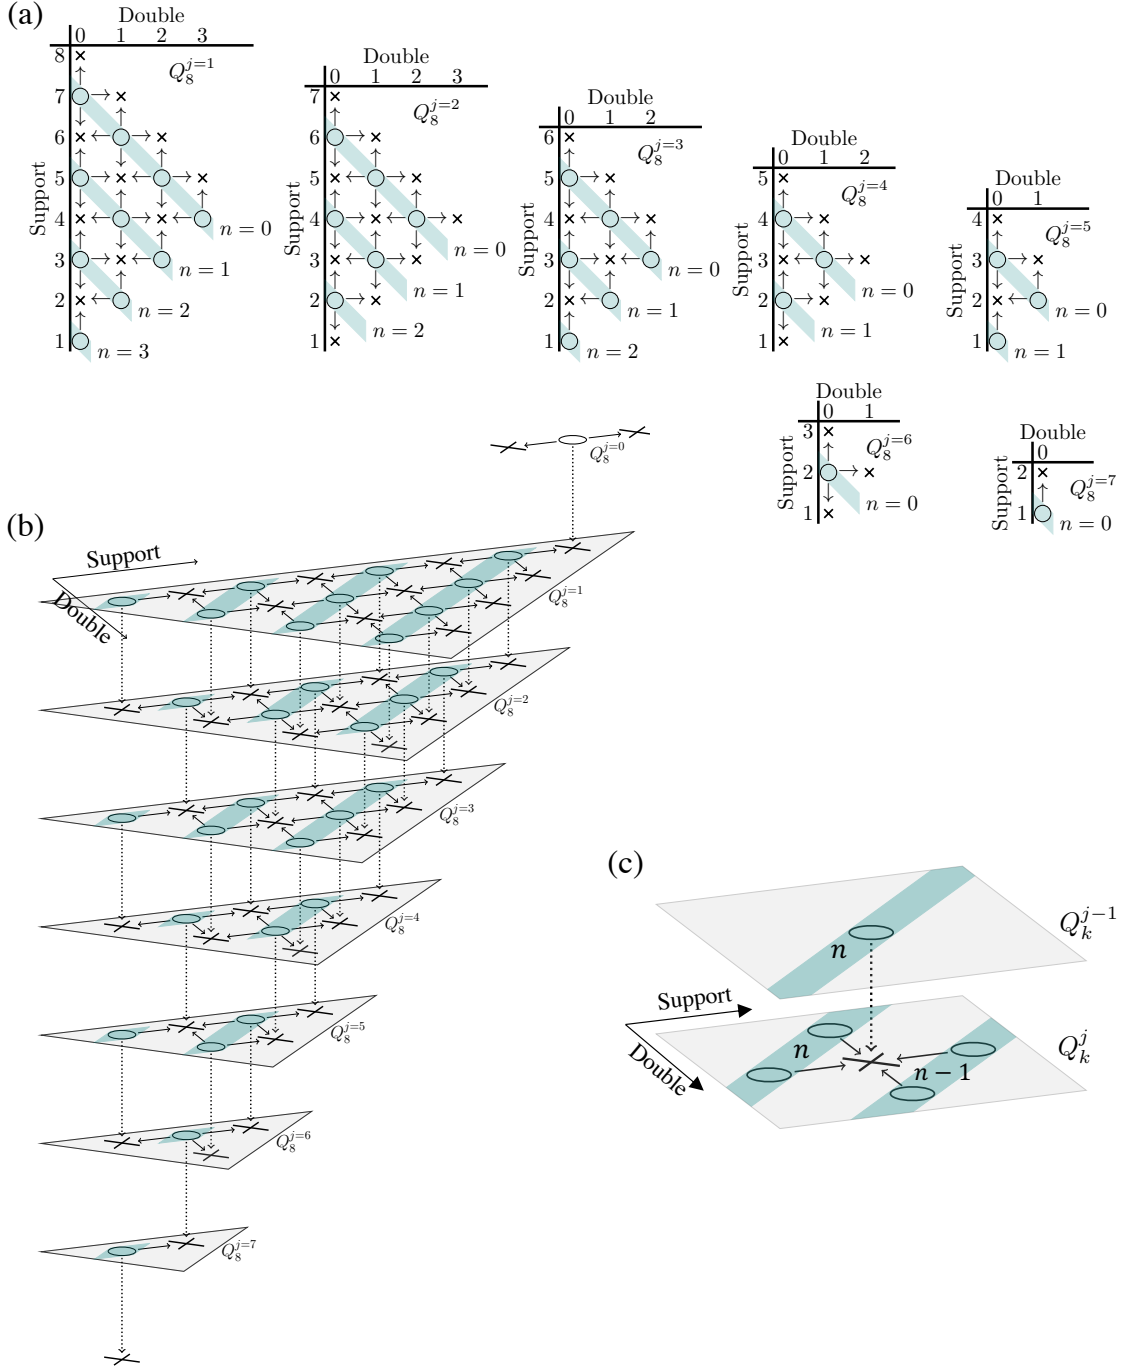 (a)
Double
0 1 2 3
Support
8
7
6
5
4
3
2
1
$Q_8^{j=1}$
n = 0
n = 1
n = 2
n = 3
Double
0 1 2 3
Support
7
6
5
4
3
2
1
$Q_8^{j=2}$
n = 0
n = 1
n = 2
Double
0 1 2
Support
6
5
4
3
2
1
$Q_8^{j=3}$
n = 0
n = 1
n = 2
Double
0 1 2
Support
5
4
3
2
1
$Q_8^{j=4}$
n = 0
n = 1
Double
0 1
Support
4
3
2
1
$Q_8^{j=5}$
n = 0
n = 1
Double
0 1
Support
3
2
1
$Q_8^{j=6}$
n = 0
Double
0
Support
2
1
$Q_8^{j=7}$
n = 0
(b)
Support
Double
$Q_8^{j=0}$
$Q_8^{j=1}$
$Q_8^{j=2}$
$Q_8^{j=3}$
$Q_8^{j=4}$
$Q_8^{j=5}$
$Q_8^{j=6}$
$Q_8^{j=7}$
(c)
n
$Q_k^{j-1}$
Support
Double
n
n − 1
$Q_k^{j}$